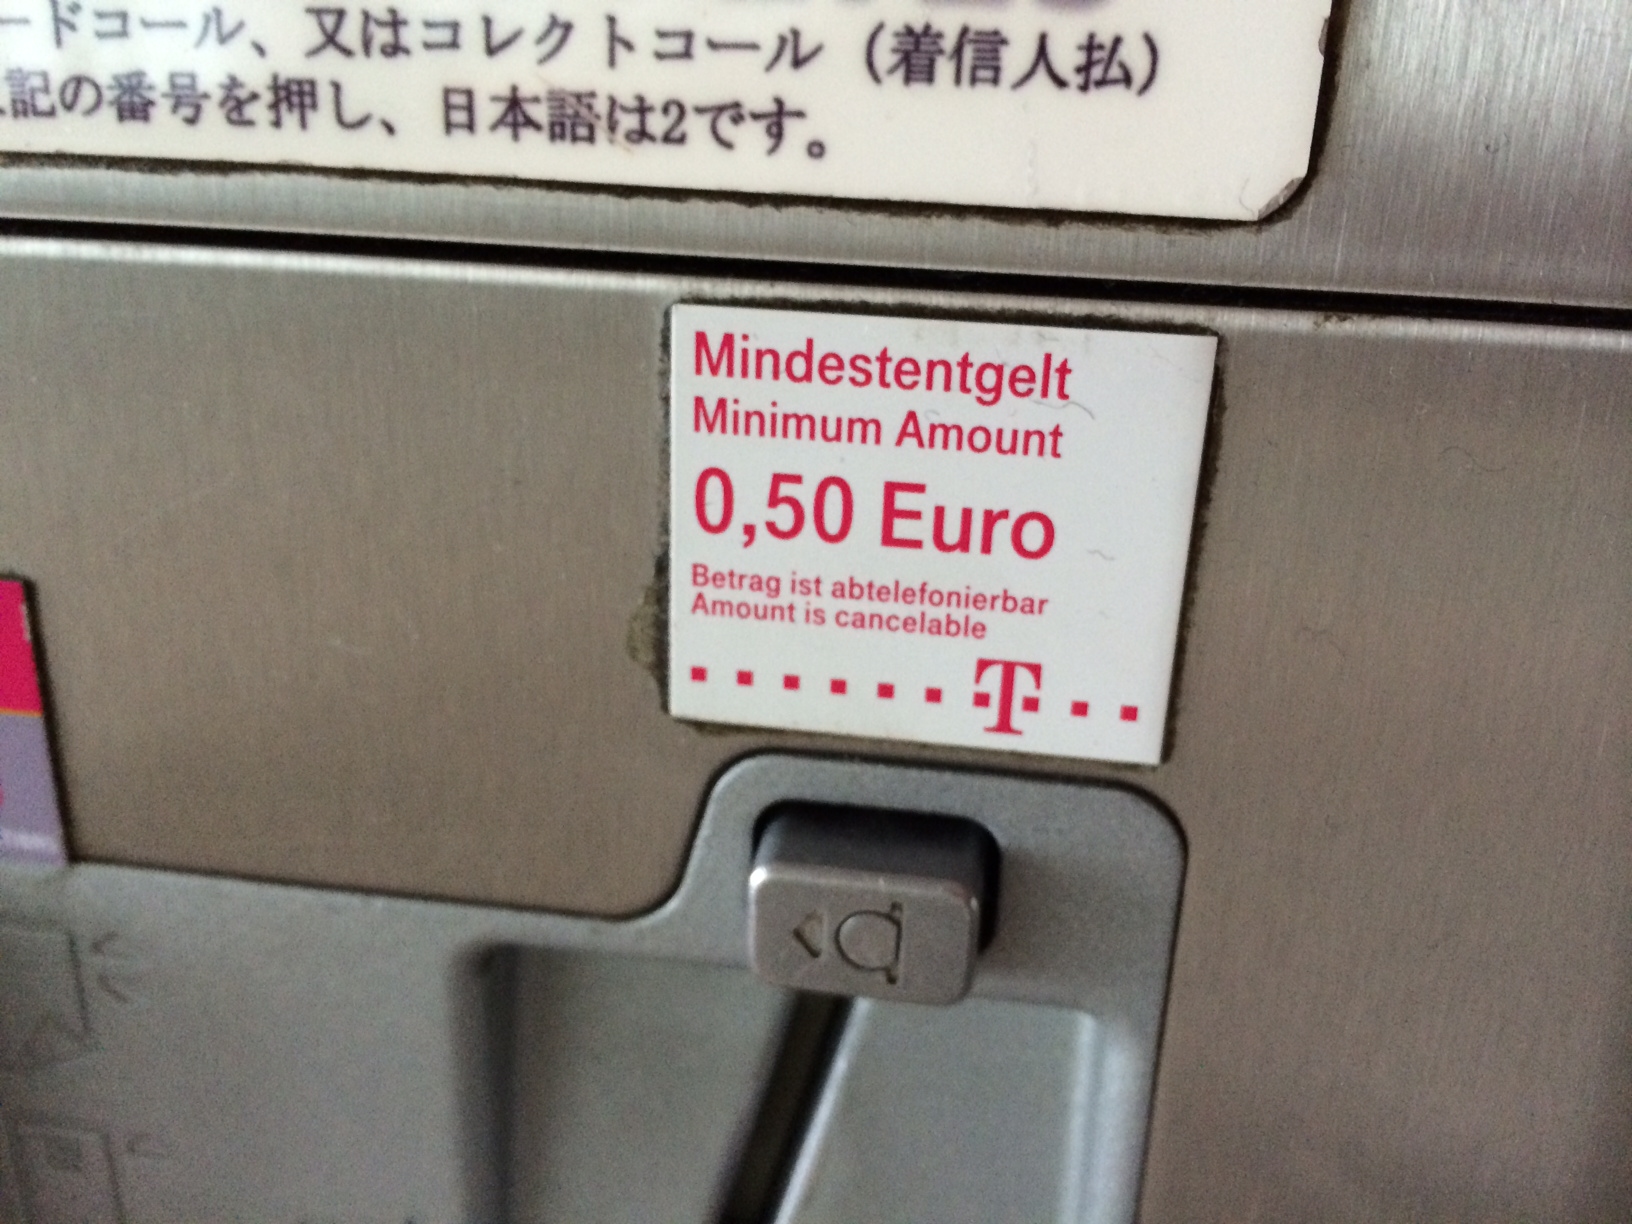 ードコール、又はコレクトコール（着信人払）
記の番号を押し、日本語は2です。
Mindestentgelt
Minimum Amount
0,50 Euro
Betrag ist abtelefonierbar
Amount is cancelable
T